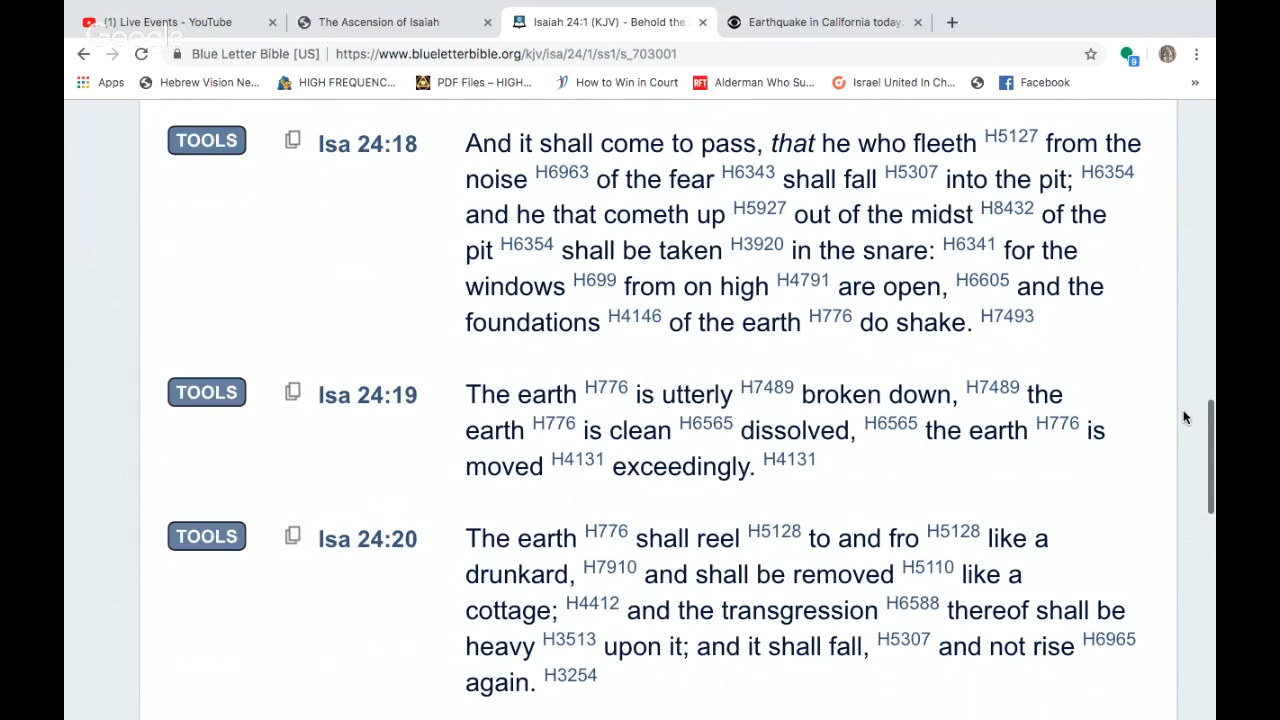 (1) Live Events - YouTube
The Ascension of Isaiah
Isaiah 24:1 (KJV) - Behold the
Earthquake in California today:
Google
Blue Letter Bible [US] | https://www.blueletterbible.org/kjv/isa/24/1/ss1/s_703001
9
Apps Hebrew Vision Ne... HIGH FREQUENC... PDF Files – HIGH... How to Win in Court RFT Alderman Who Su... Israel United In Ch... Facebook »
TOOLS Isa 24:18 And it shall come to pass, that he who fleeth H5127 from the
noise H6963 of the fear H6343 shall fall H5307 into the pit; H6354
and he that cometh up H5927 out of the midst H8432 of the
pit H6354 shall be taken H3920 in the snare: H6341 for the
windows H699 from on high H4791 are open, H6605 and the
foundations H4146 of the earth H776 do shake. H7493
TOOLS Isa 24:19 The earth H776 is utterly H7489 broken down, H7489 the
earth H776 is clean H6565 dissolved, H6565 the earth H776 is
moved H4131 exceedingly. H4131
TOOLS Isa 24:20 The earth H776 shall reel H5128 to and fro H5128 like a
drunkard, H7910 and shall be removed H5110 like a
cottage; H4412 and the transgression H6588 thereof shall be
heavy H3513 upon it; and it shall fall, H5307 and not rise H6965
again. H3254